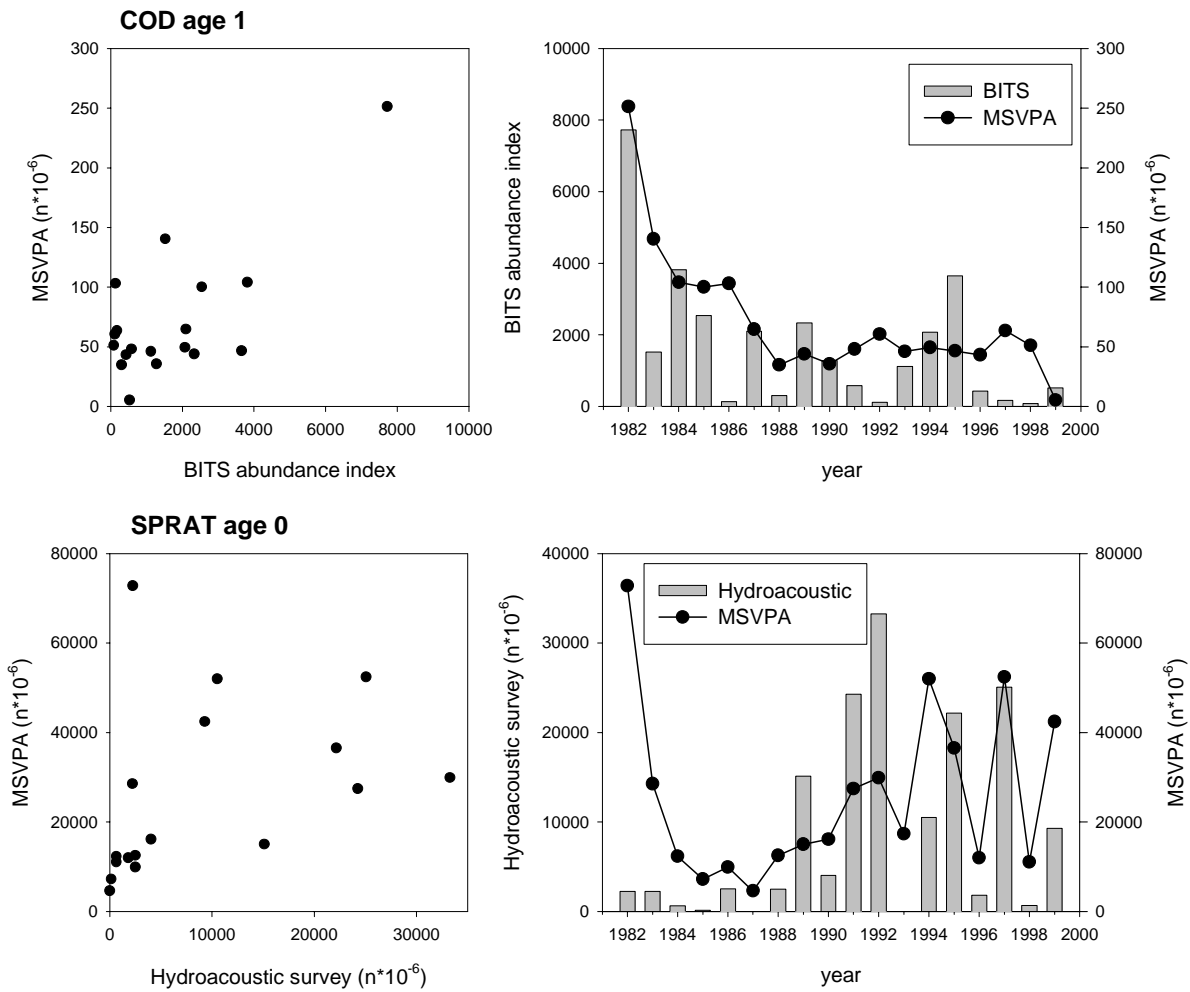 COD age 1
300
250
200
150
100
50
0
MSVPA (n*10-6)
0 2000 4000 6000 8000 10000
BITS abundance index
10000
8000
6000
4000
2000
0
BITS abundance index
BITS
MSVPA
300
250
200
150
100
50
0
MSVPA (n*10-6)
1982 1984 1986 1988 1990 1992 1994 1996 1998 2000
year
SPRAT age 0
80000
60000
40000
20000
0
MSVPA (n*10-6)
0 10000 20000 30000
Hydroacoustic survey (n*10-6)
40000
30000
20000
10000
0
Hydroacoustic survey (n*10-6)
Hydroacoustic
MSVPA
80000
60000
40000
20000
0
MSVPA (n*10-6)
1982 1984 1986 1988 1990 1992 1994 1996 1998 2000
year